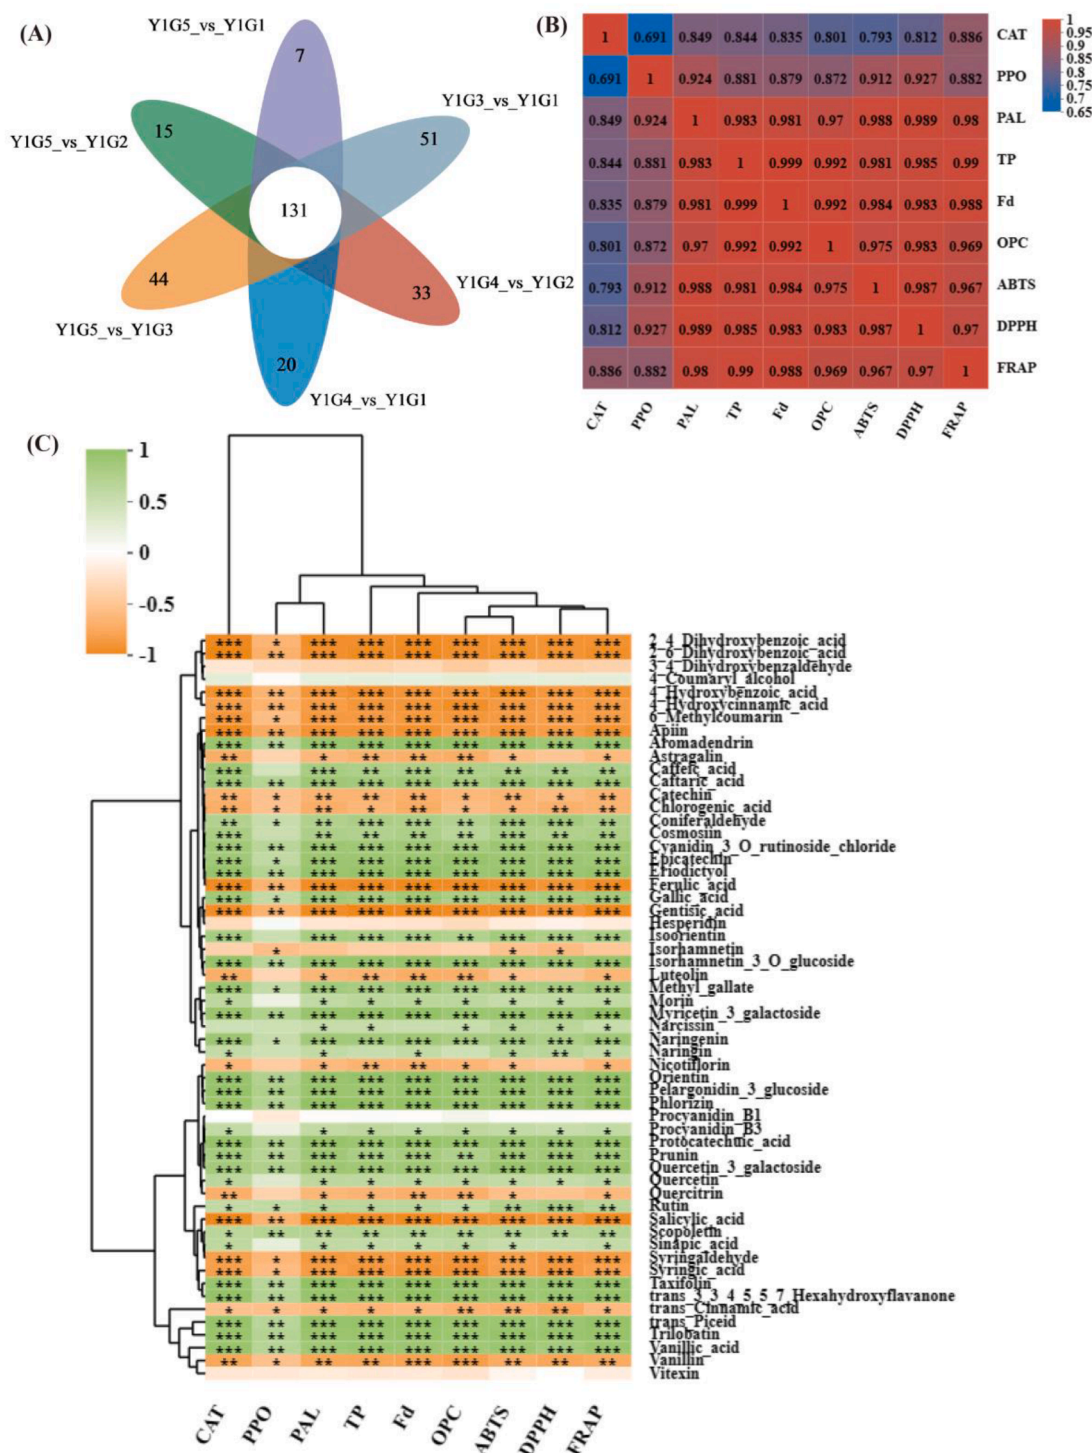 (A)
Y1G5_vs_Y1G1
7
Y1G3_vs_Y1G1
51
Y1G5_vs_Y1G2
15
131
44
Y1G5_vs_Y1G3
Y1G4_vs_Y1G2
33
20
Y1G4_vs_Y1G1
(B)
1 0.691 0.849 0.844 0.835 0.801 0.793 0.812 0.886 CAT
0.691 1 0.924 0.881 0.879 0.872 0.912 0.927 0.882 PPO
0.849 0.924 1 0.983 0.981 0.97 0.988 0.989 0.98 PAL
0.844 0.881 0.983 1 0.999 0.992 0.981 0.985 0.99 TP
0.835 0.879 0.981 0.999 1 0.992 0.984 0.983 0.988 Fd
0.801 0.872 0.97 0.992 0.992 1 0.975 0.983 0.969 OPC
0.793 0.912 0.988 0.981 0.984 0.975 1 0.987 0.967 ABTS
0.812 0.927 0.989 0.985 0.983 0.983 0.987 1 0.97 DPPH
0.886 0.882 0.98 0.99 0.988 0.969 0.967 0.97 1 FRAP
CAT PPO PAL TP Fd OPC ABTS DPPH FRAP
1
0.95
0.9
0.85
0.8
0.75
0.7
0.65
(C)
1
0.5
0
-0.5
-1
2_4_Dihydroxybenzoic_acid
2_6_Dihydroxybenzoic_acid
3_4_Dihydroxybenzaldehyde
4_Coumaryl_alcohol
4_Hydroxybenzoic_acid
4_Hydroxycinnamic_acid
6_Methylcoumarin
Apiin
Aromadendrin
Astragalin
Caffeic_acid
Caftaric_acid
Catechin
Chlorogenic_acid
Coniferaldehyde
Cosmosiin
Cyanidin_3_O_rutinoside_chloride
Epicatechin
Eriodictyol
Ferulic_acid
Gallic_acid
Gentisic_acid
Hesperidin
Isoorientin
Isorhamnetin
Isorhamnetin_3_O_glucoside
Luteolin
Methyl_gallate
Morin
Myricetin_3_galactoside
Narcissin
Naringenin
Naringin
Nicotiflorin
Orientin
Pelargonidin_3_glucoside
Phlorizin
Procyanidin_B1
Procyanidin_B3
Protocatechuic_acid
Prunin
Quercetin_3_galactoside
Quercetin
Quercitrin
Rutin
Salicylic_acid
Scopoletin
Sinapic_acid
Syringaldehyde
Syringic_acid
Taxifolin
trans_3_3_4_5_5_7_Hexahydroxyflavanone
trans_Cinnamic_acid
trans_Piceid
Trilobatin
Vanillic_acid
Vanillin
Vitexin
CAT PPO PAL TP Fd OPC ABTS DPPH FRAP